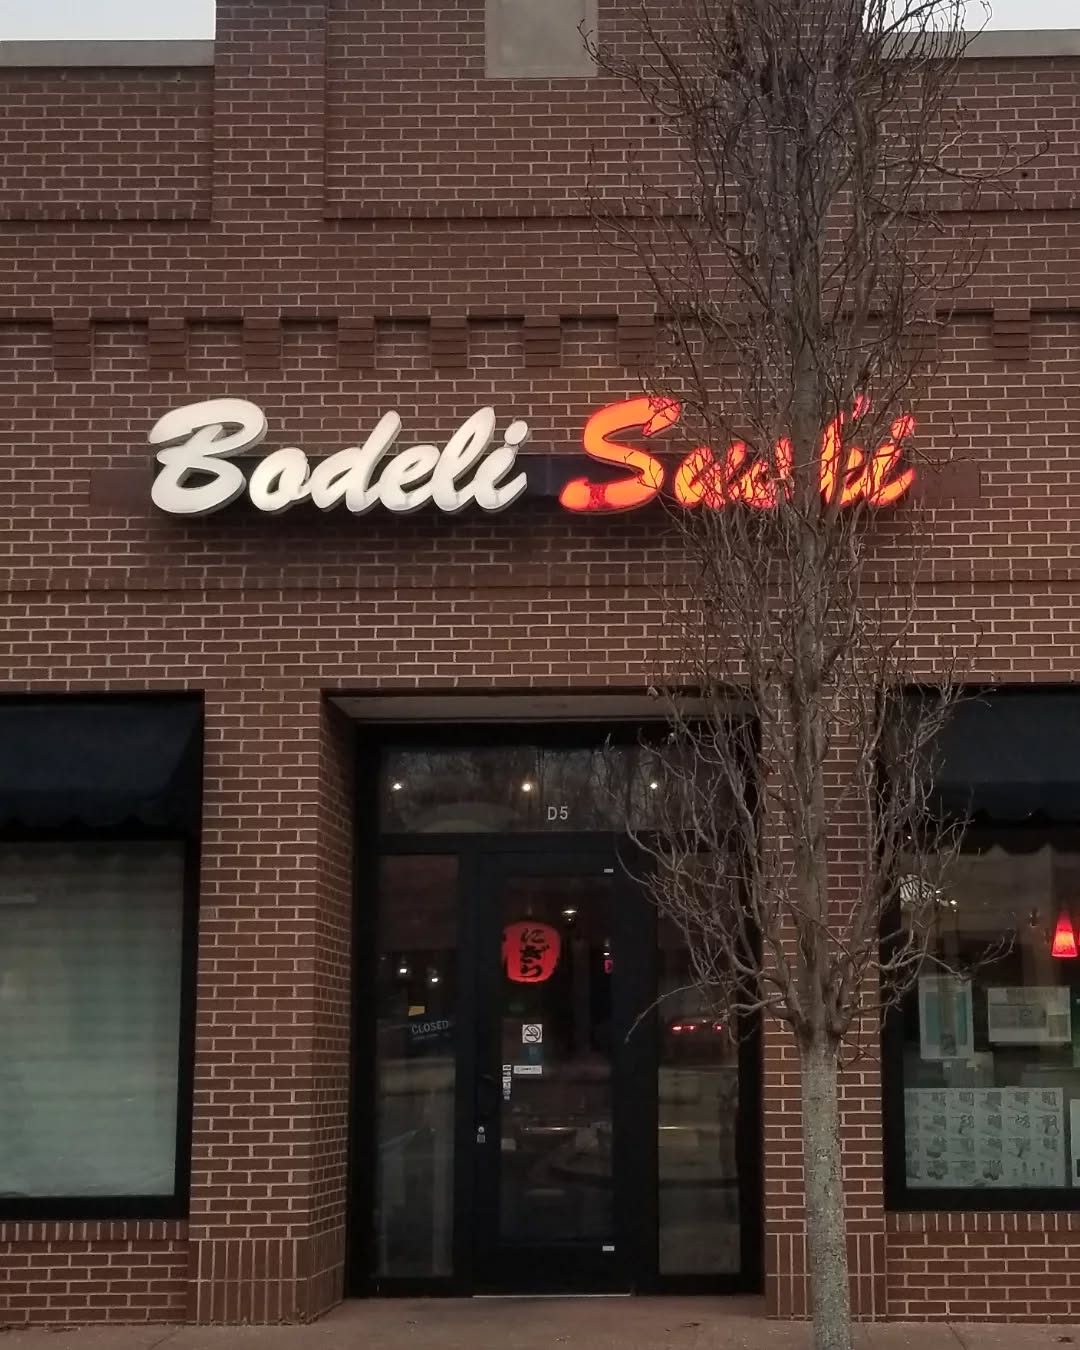 Bodeli Sushi
D5
にぎり
CLOSED